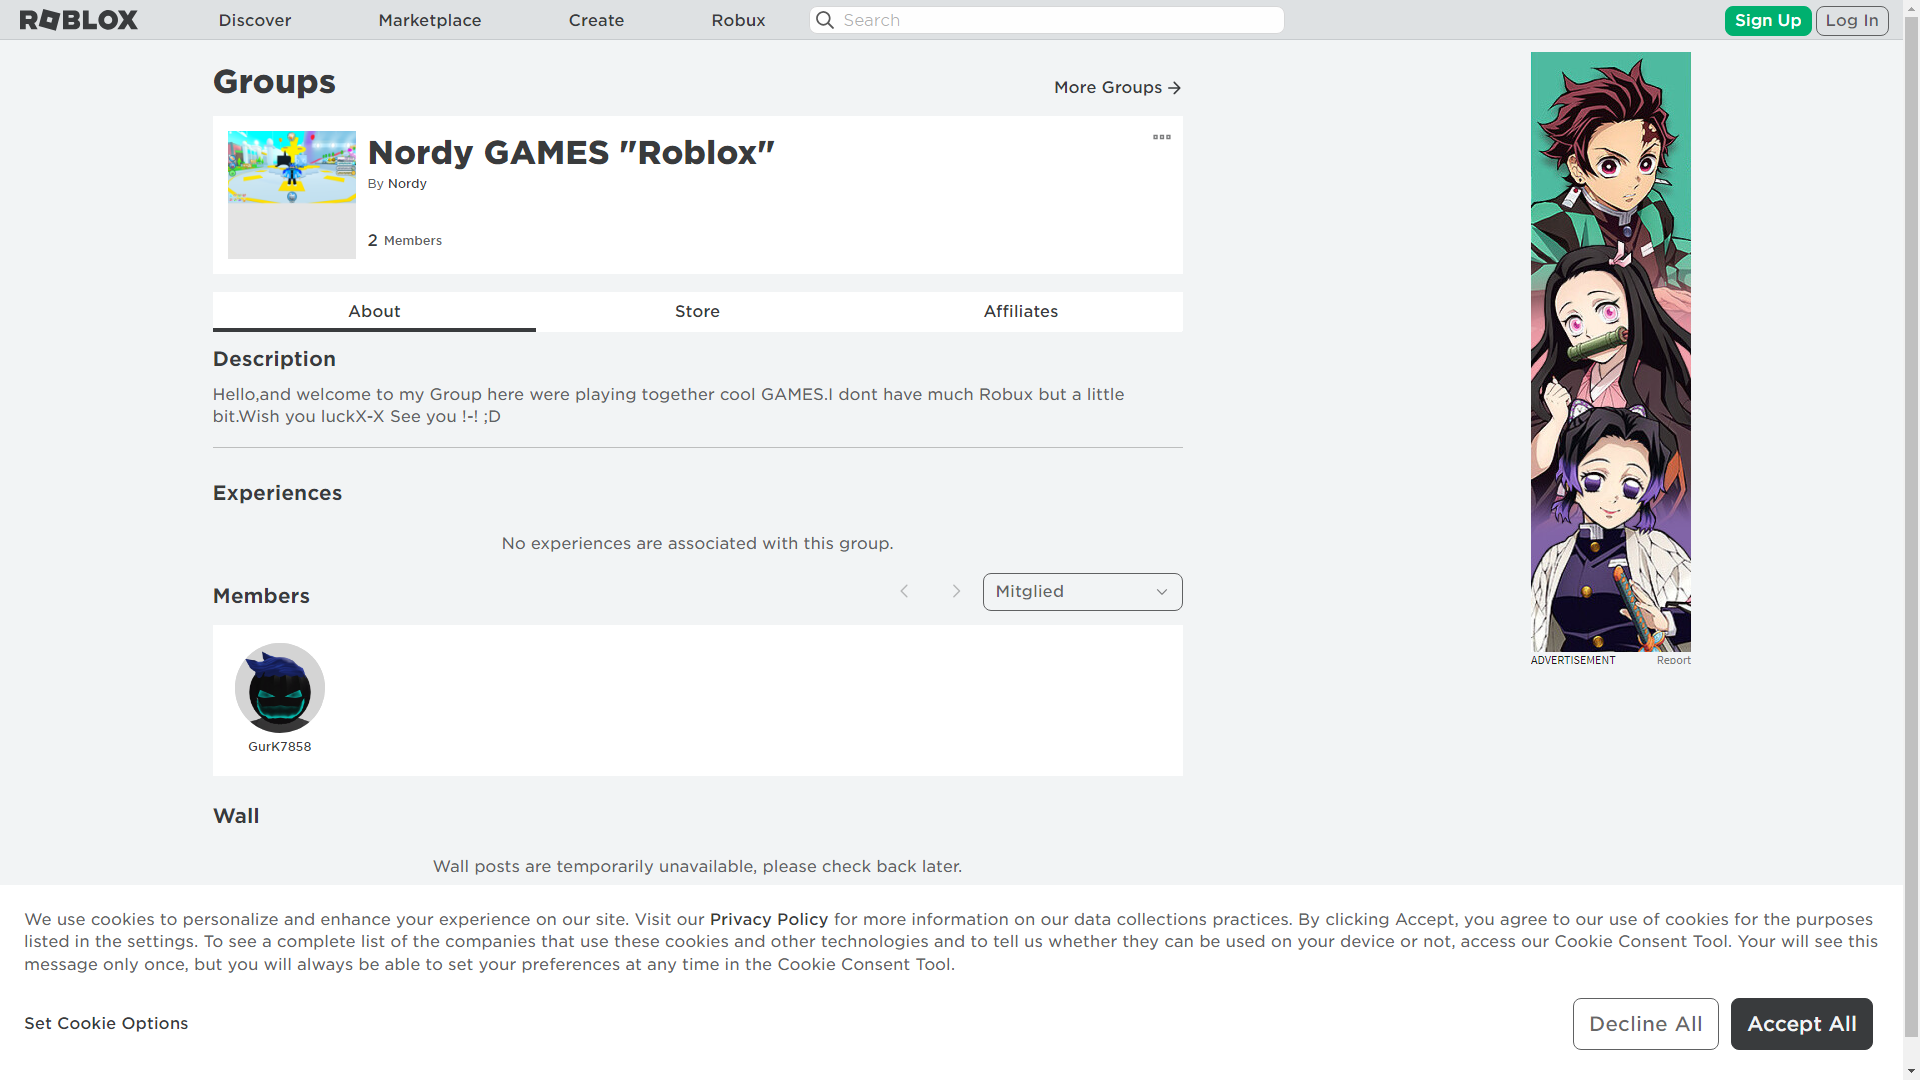 ROBLOX
Discover
Marketplace
Create
Robux
Search
Sign Up
Log In
Groups
More Groups
Nordy GAMES "Roblox"
By Nordy
2 Members
About
Store
Affiliates
Description
Hello,and welcome to my Group here were playing together cool GAMES.I dont have much Robux but a little
bit.Wish you luckX-X See you !-! ;D
Experiences
No experiences are associated with this group.
Members
Mitglied
GurK7858
Wall
Wall posts are temporarily unavailable, please check back later.
ADVERTISEMENT
Report
We use cookies to personalize and enhance your experience on our site. Visit our Privacy Policy for more information on our data collections practices. By clicking Accept, you agree to our use of cookies for the purposes
listed in the settings. To see a complete list of the companies that use these cookies and other technologies and to tell us whether they can be used on your device or not, access our Cookie Consent Tool. Your will see this
message only once, but you will always be able to set your preferences at any time in the Cookie Consent Tool.
Set Cookie Options
Decline All
Accept All